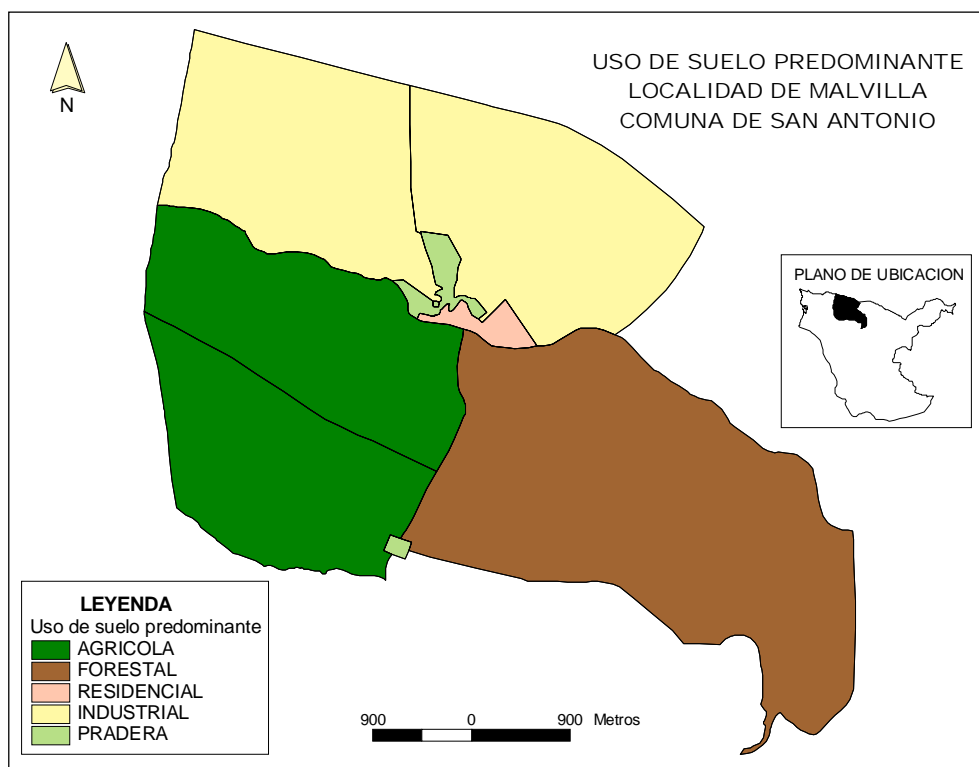 USO DE SUELO PREDOMINANTE
LOCALIDAD DE MALVILLA
COMUNA DE SAN ANTONIO
N
PLANO DE UBICACION
LEYENDA
Uso de suelo predominante
AGRICOLA
FORESTAL
RESIDENCIAL
INDUSTRIAL
PRADERA
900 0 900 Metros